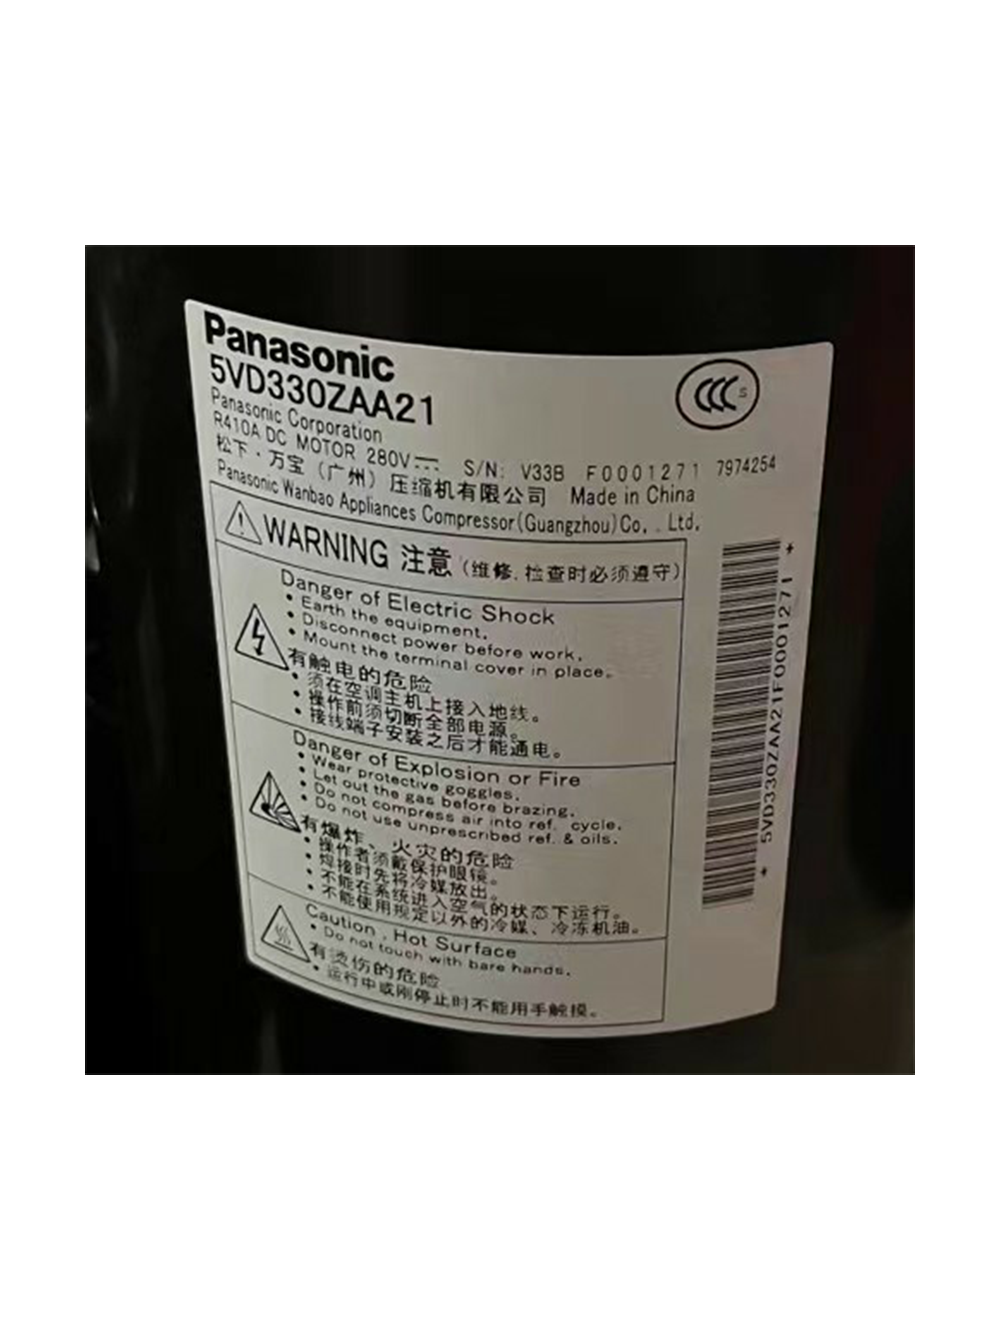 Panasonic
5VD330ZAA21
CCC S
Panasonic Corporation
R410A DC MOTOR 280V S/N: V33B F0001271 7974254
松下·万宝（广州）压缩机有限公司 Made in China
Panasonic Wanbao Appliances Compressor(Guangzhou)Co., Ltd.
WARNING 注意（维修,检查时必须遵守）
Danger of Electric Shock
• Earth the equipment.
• Disconnect power before work.
• Mount the terminal cover in place.
有触电的危险
• 须在空调主机上接入地线。
• 操作前须切断全部电源。
• 接线端子安装之后才能通电。
Danger of Explosion or Fire
• Wear protective goggles.
• Let out the gas before brazing.
• Do not compress air into ref. cycle.
• Do not use unprescribed ref. & oils.
有爆炸、火灾的危险
• 操作者须戴保护眼镜。
• 焊接时先将冷媒放出。
• 不能在系统进入空气的状态下运行。
• 不能使用规定以外的冷媒、冷冻机油。
Caution , Hot Surface
• Do not touch with bare hands.
有烫伤的危险
• 运行中或刚停止时不能用手触摸。
*5VD330ZAA21F0001271*